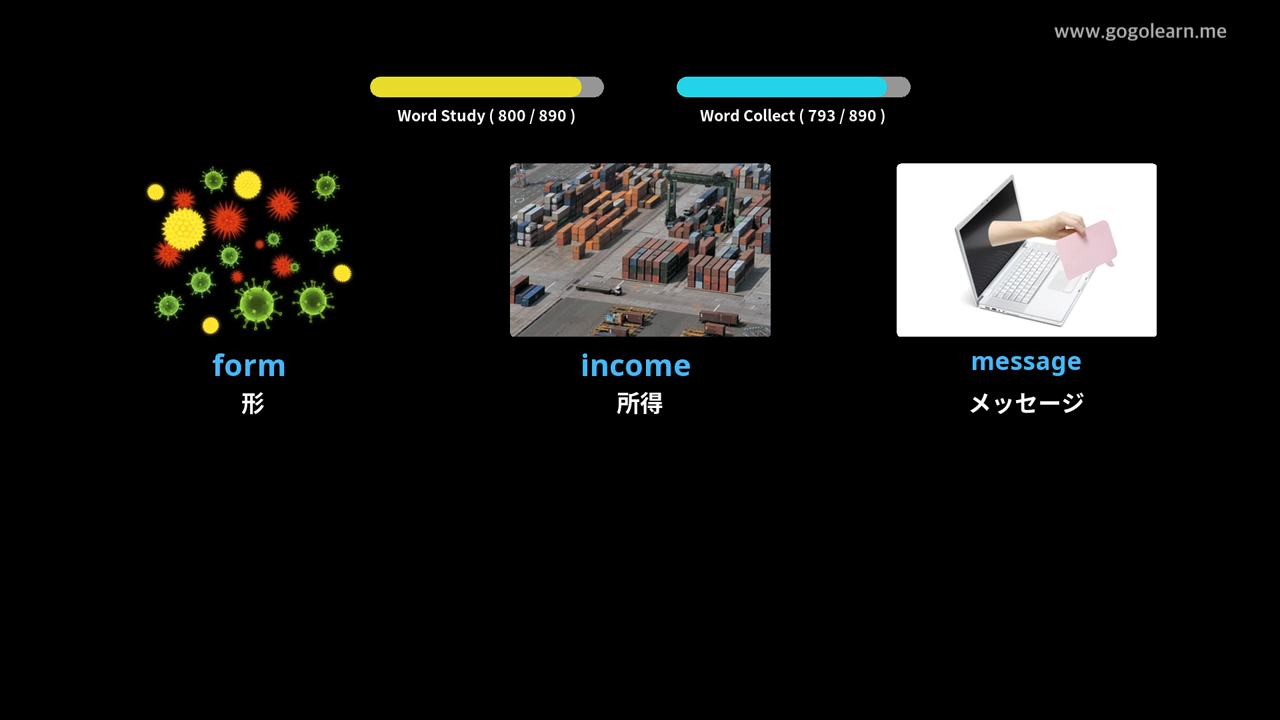 www.gogolearn.me
Word Study ( 800 / 890 )
Word Collect ( 793 / 890 )
form
形
income
所得
message
メッセージ